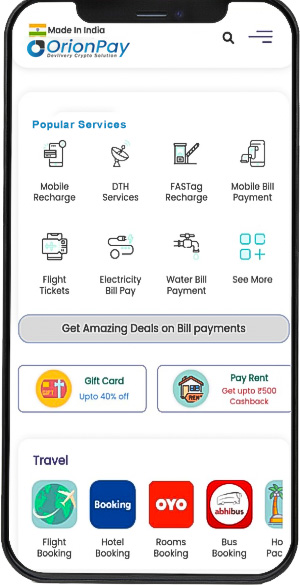 Made In India
OrionPay
Devlivery Crypto Solution
Popular Services
Mobile Recharge
DTH Services
FASTag Recharge
Mobile Bill Payment
Flight Tickets
Electricity Bill Pay
Water Bill Payment
See More
Get Amazing Deals on Bill payments
GIFT
Gift Card
Upto 40% off
RENT
Pay Rent
Get upto ₹500
Cashback
Travel
Booking
OYO
abhibus
Flight Booking
Hotel Booking
Rooms Booking
Bus Booking
Ho
Pac